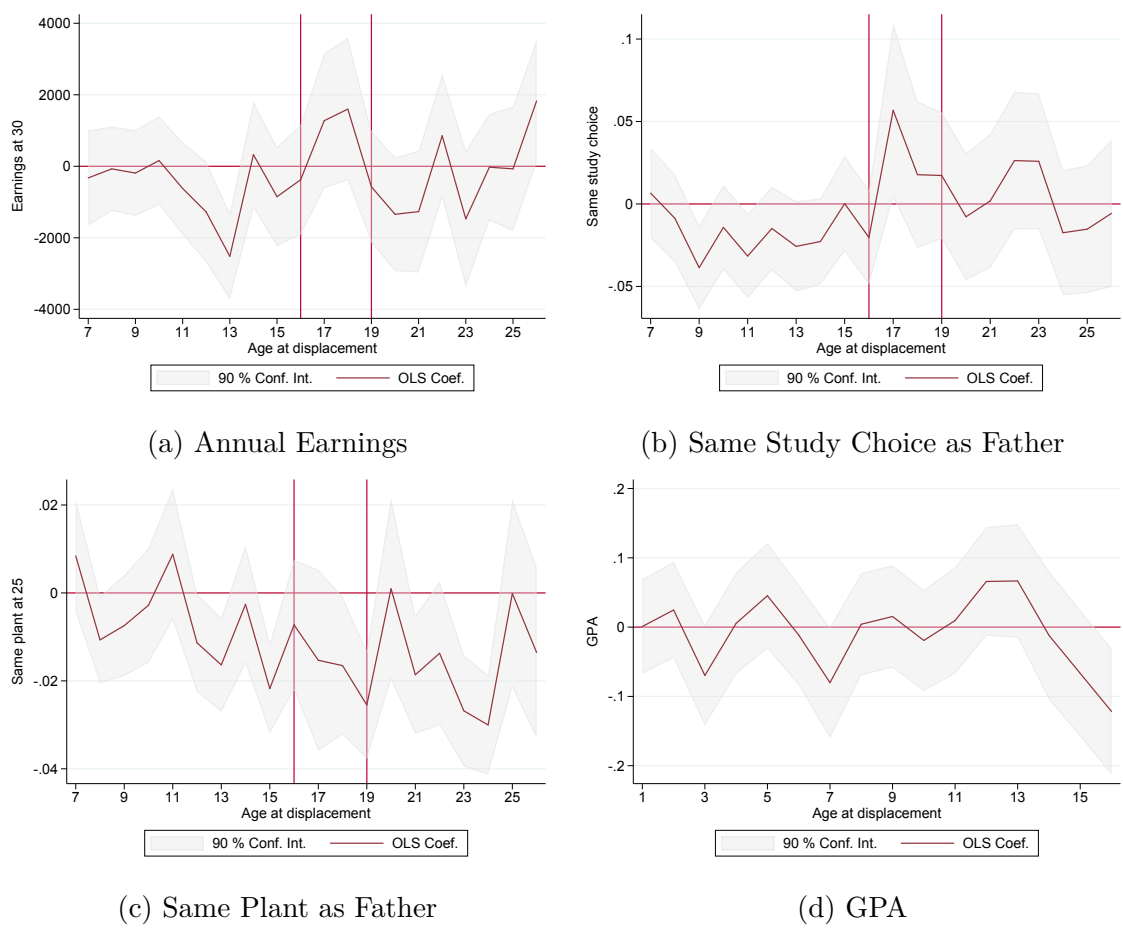 4000
2000
0
-2000
-4000
Earnings at 30
7 9 11 13 15 17 19 21 23 25
Age at displacement
90 % Conf. Int. OLS Coef.
(a) Annual Earnings
.1
.05
0
-.05
Same study choice
7 9 11 13 15 17 19 21 23 25
Age at displacement
90 % Conf. Int. OLS Coef.
(b) Same Study Choice as Father
.02
0
-.02
-.04
Same plant at 25
7 9 11 13 15 17 19 21 23 25
Age at displacement
90 % Conf. Int. OLS Coef.
(c) Same Plant as Father
.2
.1
0
-.1
-.2
GPA
1 3 5 7 9 11 13 15
Age at displacement
90 % Conf. Int. OLS Coef.
(d) GPA